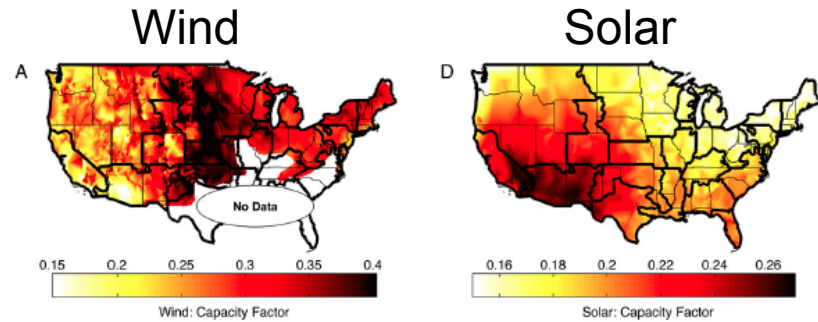 Wind
Solar
A
D
No Data
0.15 0.2 0.25 0.3 0.35 0.4
Wind: Capacity Factor
0.16 0.18 0.2 0.22 0.24 0.26
Solar: Capacity Factor